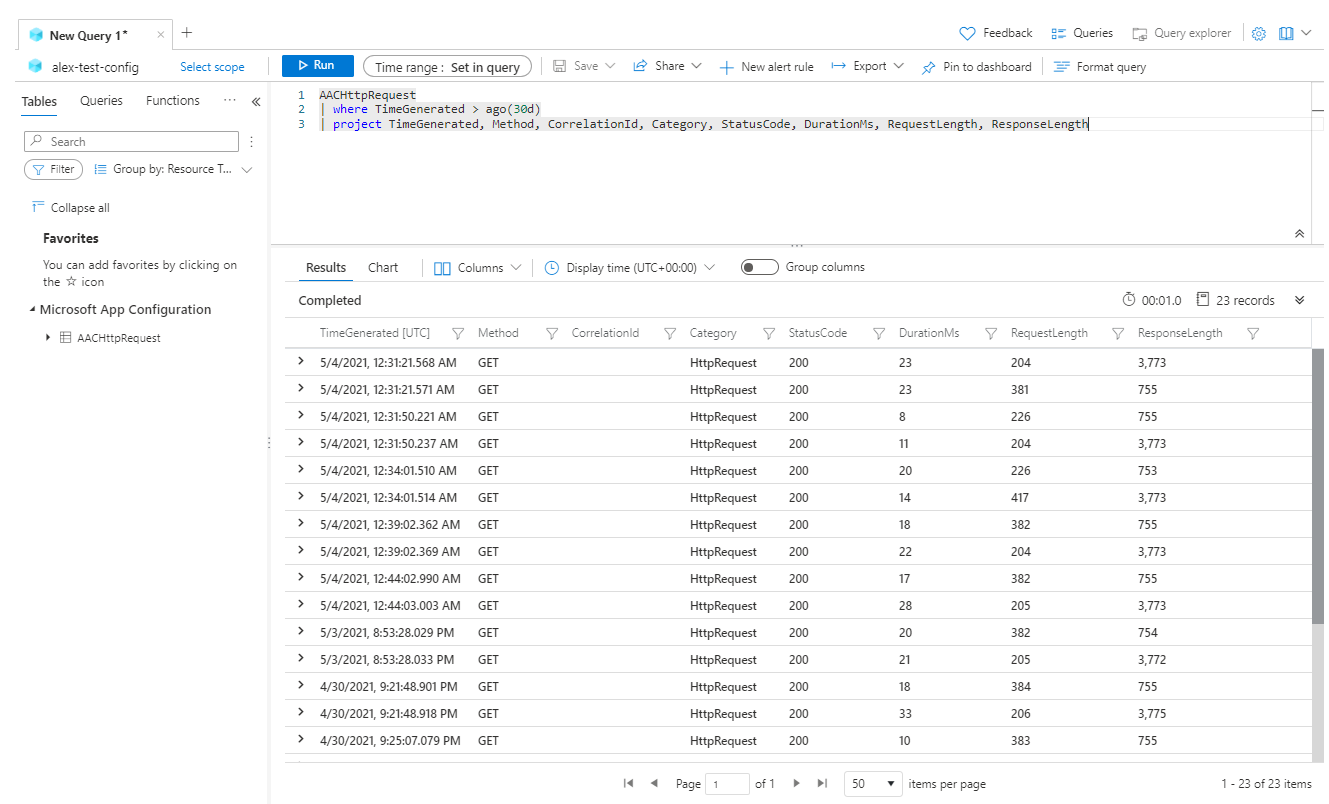 New Query 1*
Feedback Queries Query explorer
alex-test-config Select scope Run Time range : Set in query Save Share New alert rule Export Pin to dashboard Format query
Tables Queries Functions ···
Search
Filter Group by: Resource T...
Collapse all
Favorites
You can add favorites by clicking on
the ☆ icon
Microsoft App Configuration
AACHttpRequest
1 AACHttpRequest
2 | where TimeGenerated > ago(30d)
3 | project TimeGenerated, Method, CorrelationId, Category, StatusCode, DurationMs, RequestLength, ResponseLength
Results Chart Columns Display time (UTC+00:00) Group columns
Completed 00:01.0 23 records
TimeGenerated [UTC] Method CorrelationId Category StatusCode DurationMs RequestLength ResponseLength
5/4/2021, 12:31:21.568 AM GET HttpRequest 200 23 204 3,773
5/4/2021, 12:31:21.571 AM GET HttpRequest 200 23 381 755
5/4/2021, 12:31:50.221 AM GET HttpRequest 200 8 226 755
5/4/2021, 12:31:50.237 AM GET HttpRequest 200 11 204 3,773
5/4/2021, 12:34:01.510 AM GET HttpRequest 200 20 226 753
5/4/2021, 12:34:01.514 AM GET HttpRequest 200 14 417 3,773
5/4/2021, 12:39:02.362 AM GET HttpRequest 200 18 382 755
5/4/2021, 12:39:02.369 AM GET HttpRequest 200 22 204 3,773
5/4/2021, 12:44:02.990 AM GET HttpRequest 200 17 382 755
5/4/2021, 12:44:03.003 AM GET HttpRequest 200 28 205 3,773
5/3/2021, 8:53:28.029 PM GET HttpRequest 200 20 382 754
5/3/2021, 8:53:28.033 PM GET HttpRequest 200 21 205 3,772
4/30/2021, 9:21:48.901 PM GET HttpRequest 200 18 384 755
4/30/2021, 9:21:48.918 PM GET HttpRequest 200 33 206 3,775
4/30/2021, 9:25:07.079 PM GET HttpRequest 200 10 383 755
Page 1 of 1 50 items per page 1 - 23 of 23 items